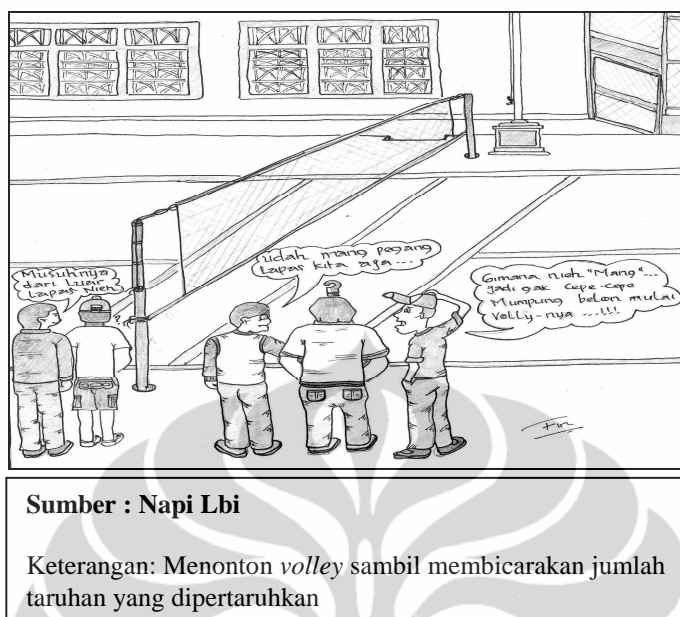 Musuhnya
dari Luar
Lapas Nieh
udah mang pegang
Lapas kita aja...
Gimana nieh "Mang"...
jadi gak cepe-cepe
Mumpung belon mulai
Volly-nya ...!!!
Sumber : Napi Lbi
Keterangan: Menonton volley sambil membicarakan jumlah
taruhan yang dipertaruhkan